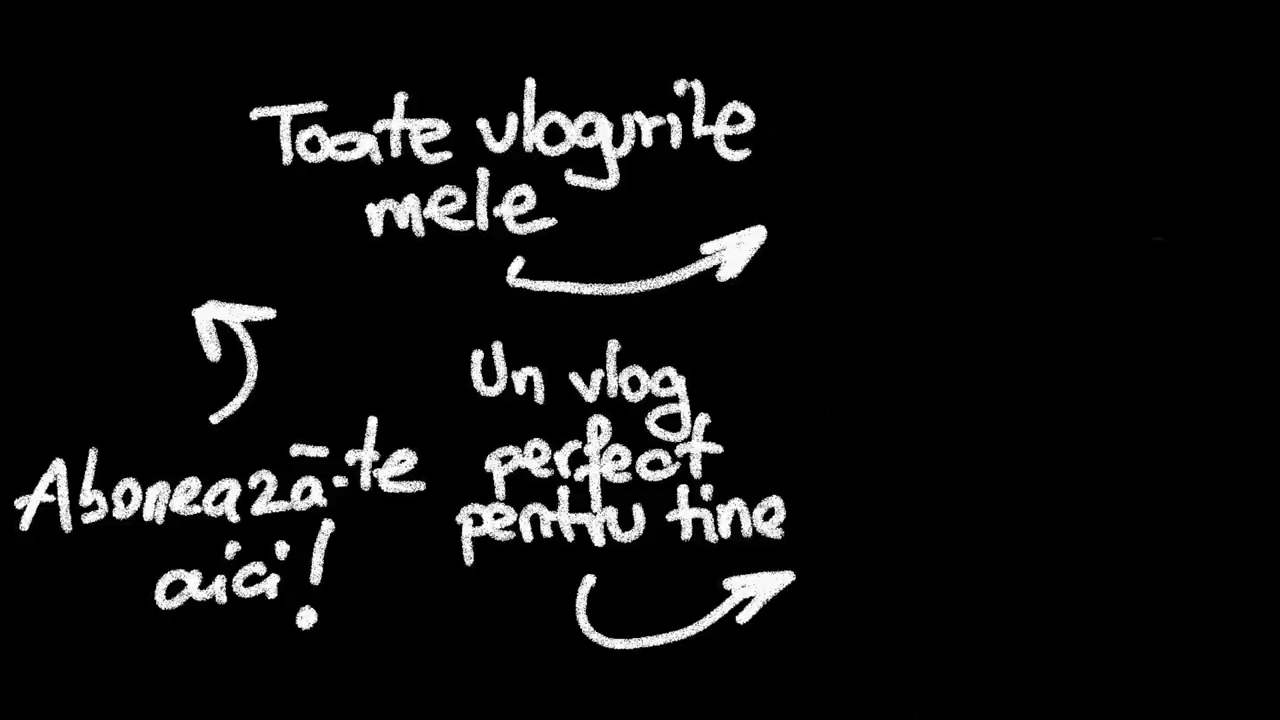 Toate vlogurile
mele
Un vlog
perfect
pentru tine
Abonează-te
aici!